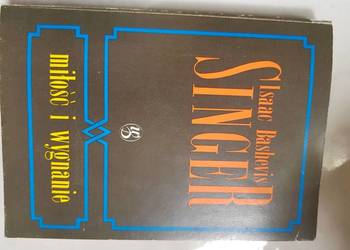 Isaac Bashevis
SINGER
miłość i wygnanie